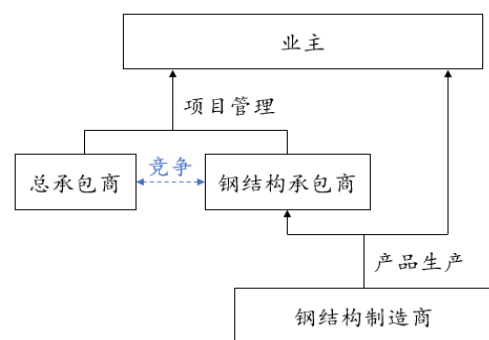 业主
项目管理
总承包商
竞争
钢结构承包商
产品生产
钢结构制造商